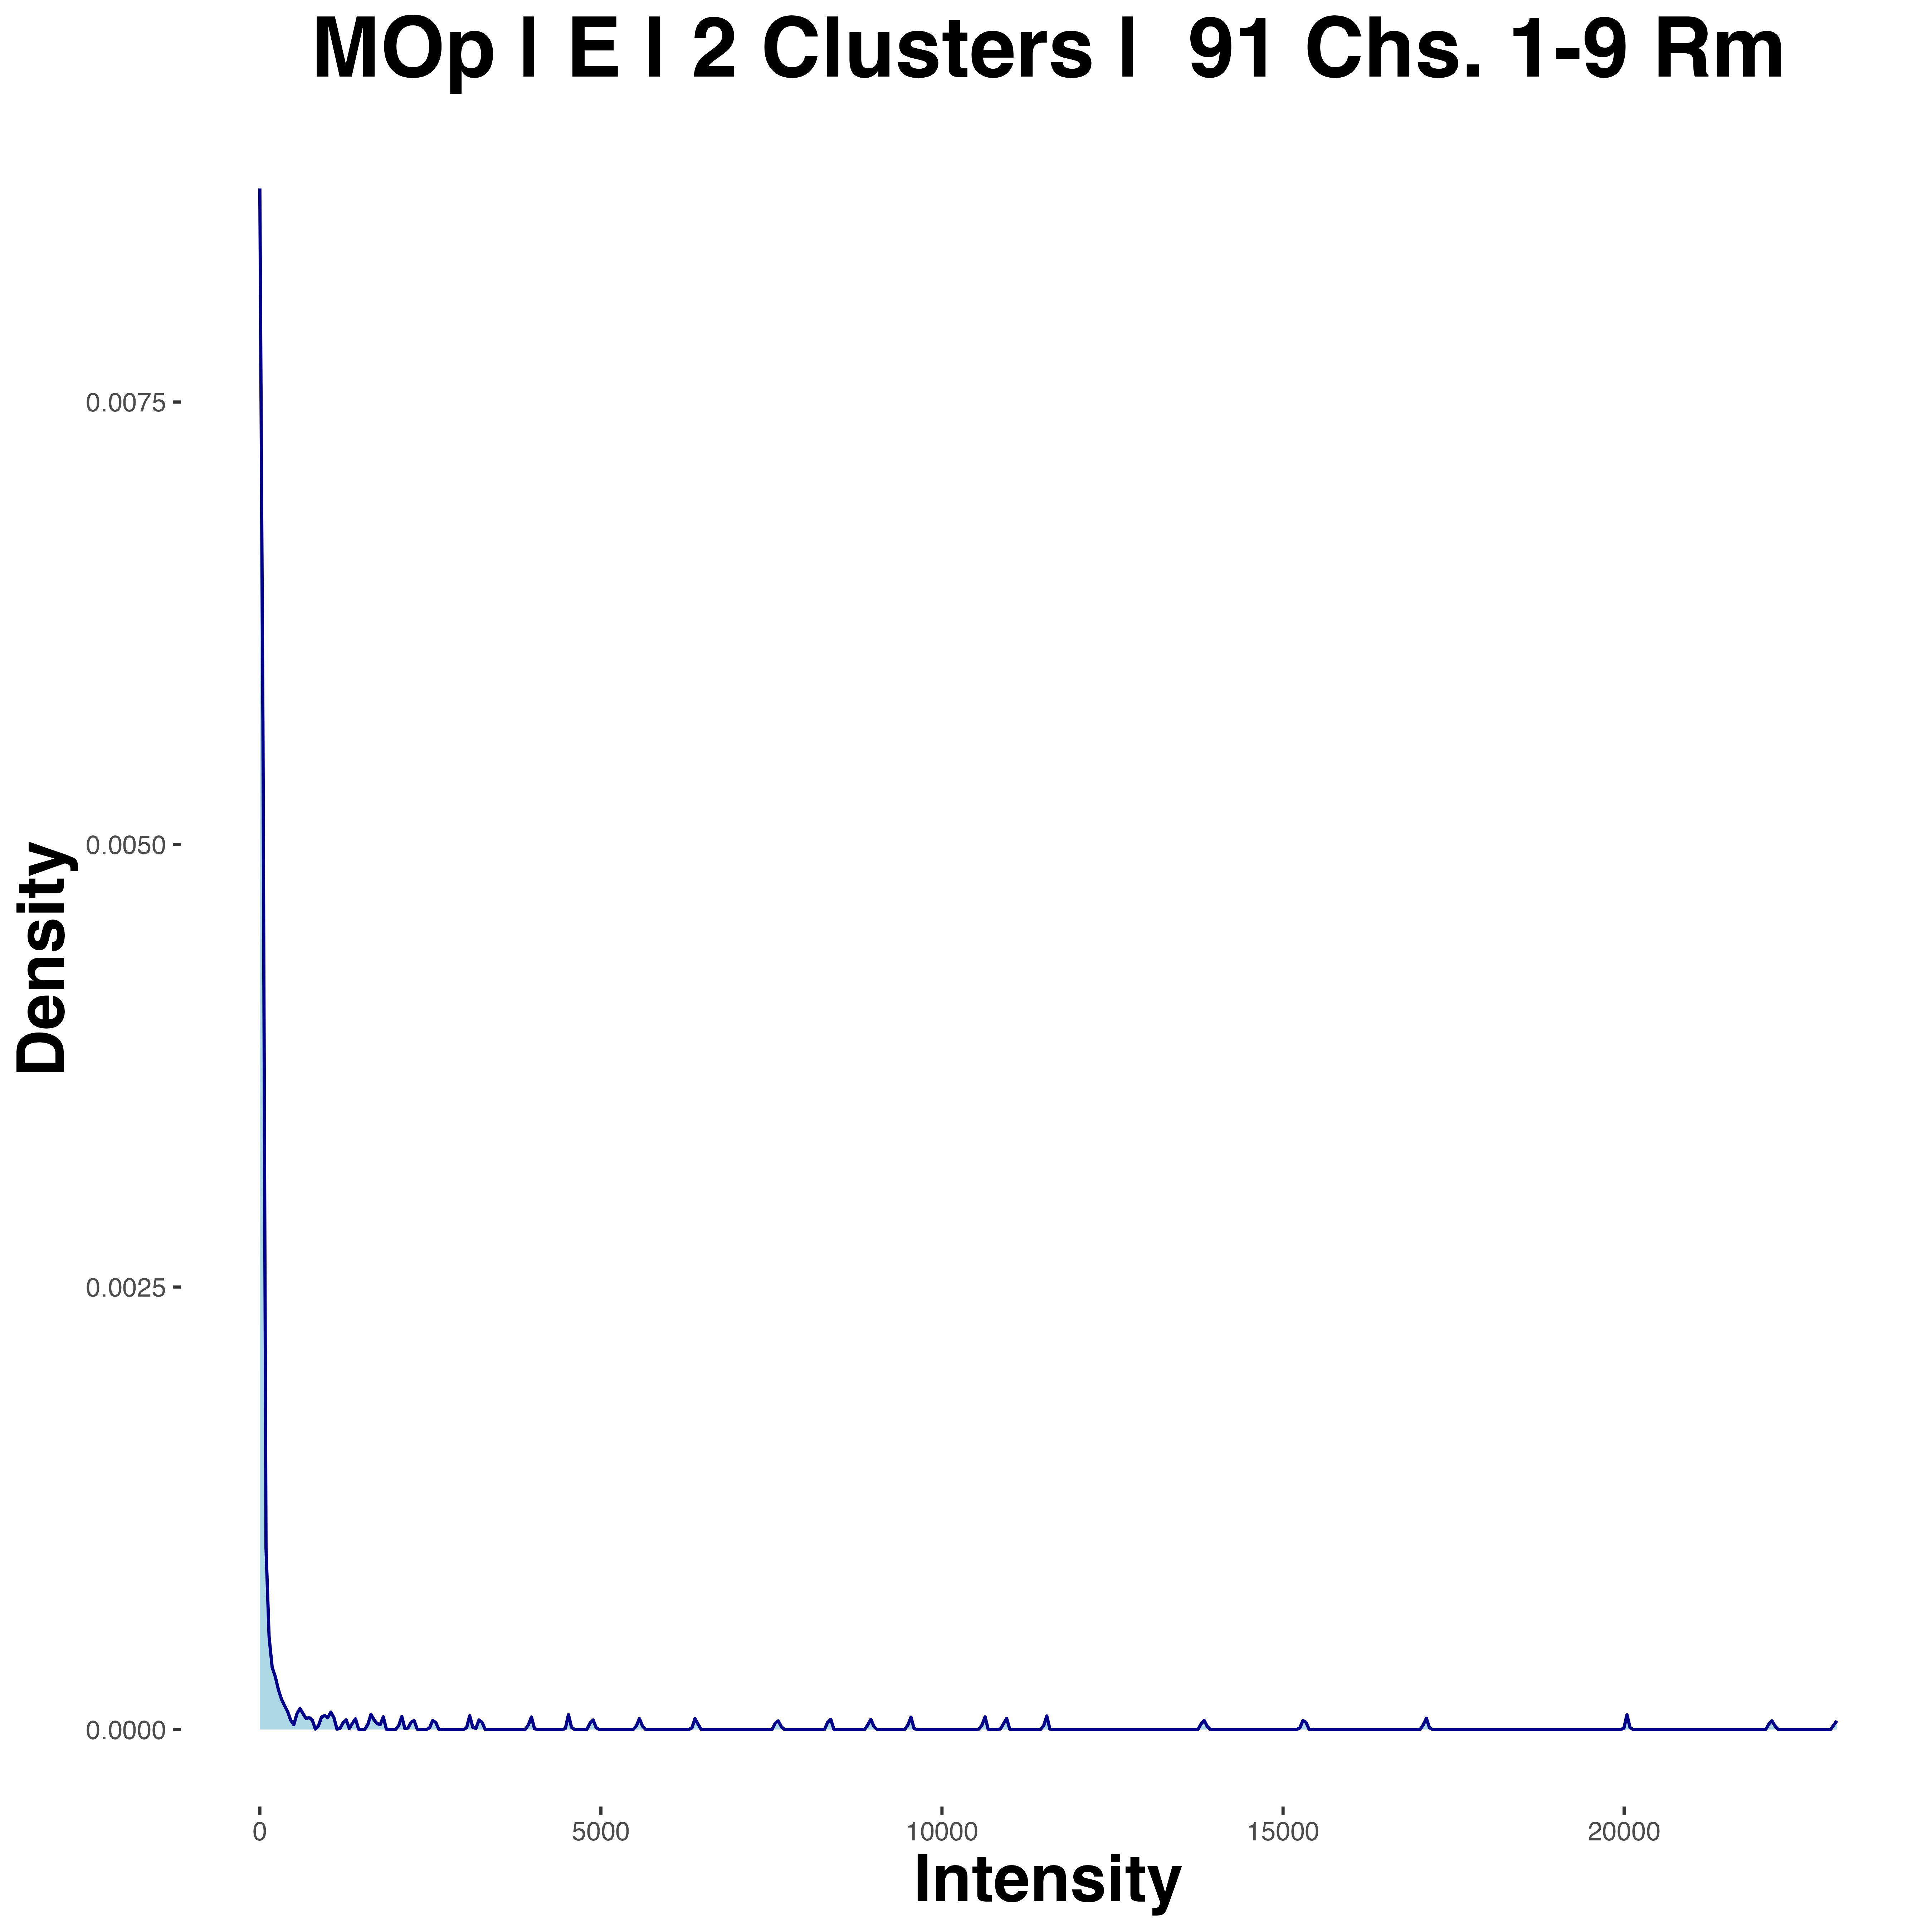 MOp | E | 2 Clusters |  91 Chs. 1-9 Rm
Density
0.0075
0.0050
0.0025
0.0000
0 5000 10000 15000 20000
Intensity